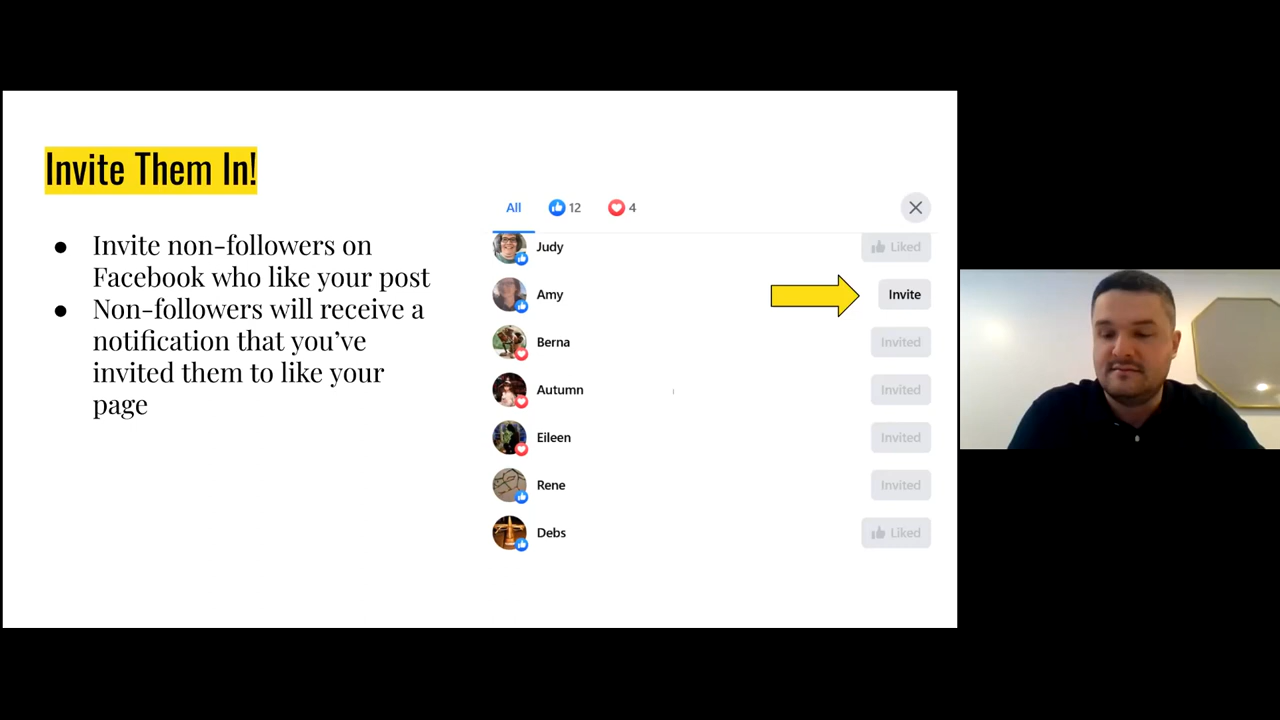 Invite Them In!
● Invite non-followers on
Facebook who like your post
● Non-followers will receive a
notification that you’ve
invited them to like your
page
All 12 4
Judy Liked
Amy Invite
Berna Invited
Autumn Invited
Eileen Invited
Rene Invited
Debs Liked